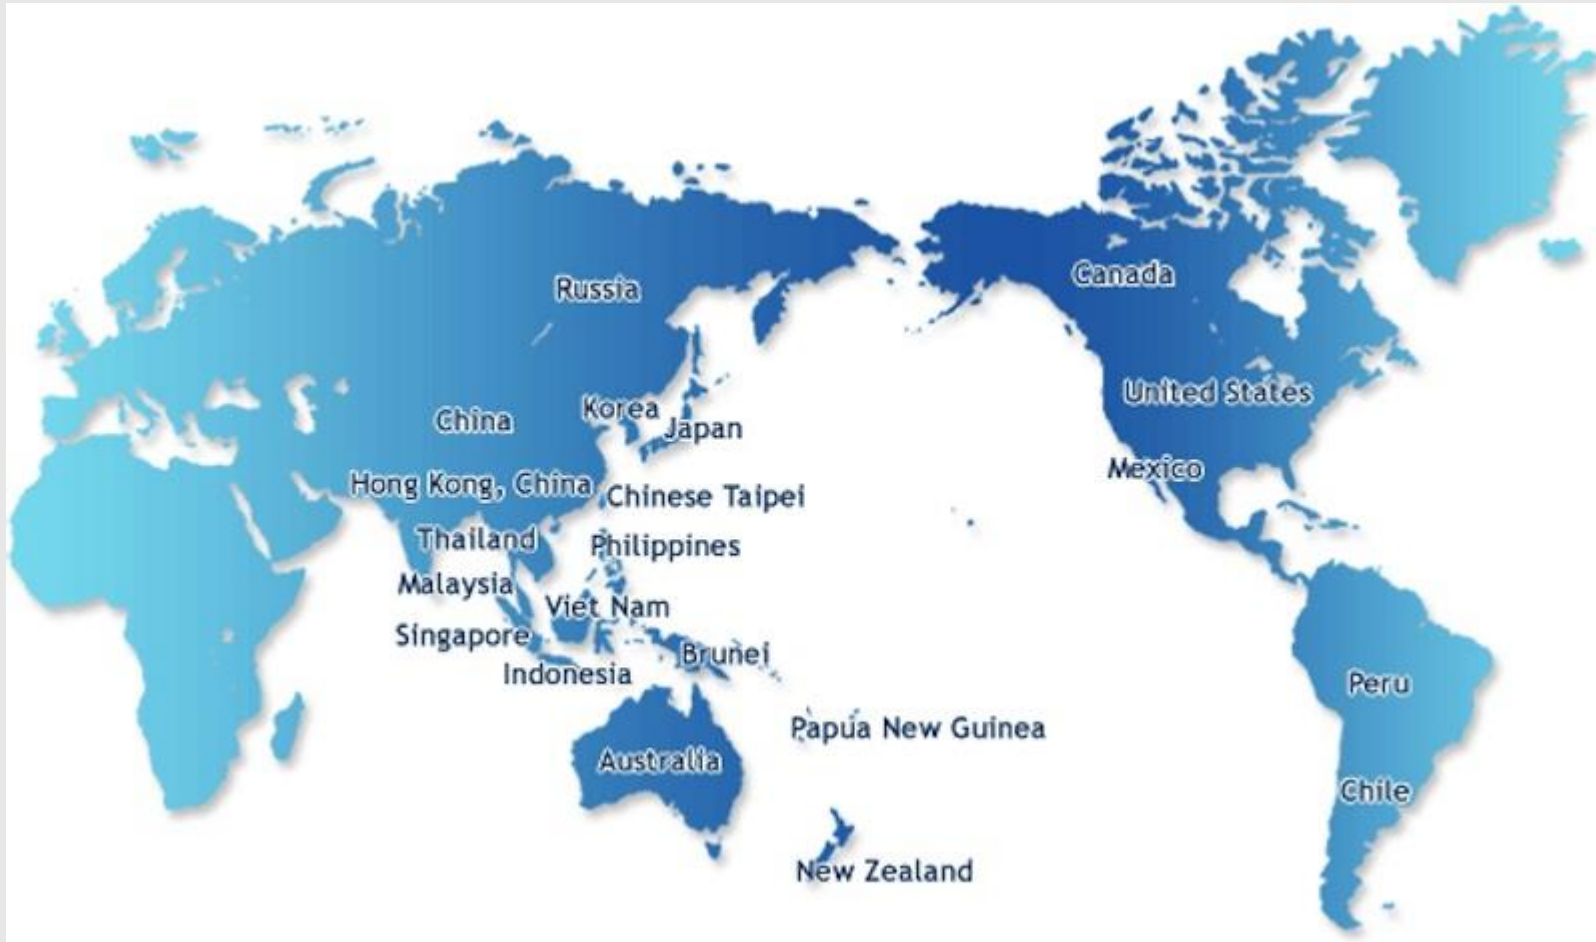 Canada
Russia
United States
Korea
China
Japan
Mexico
Hong Kong, China
Chinese Taipei
Thailand
Philippines
Malaysia
Viet Nam
Singapore
Brunei
Indonesia
Peru
Papua New Guinea
Australia
Chile
New Zealand